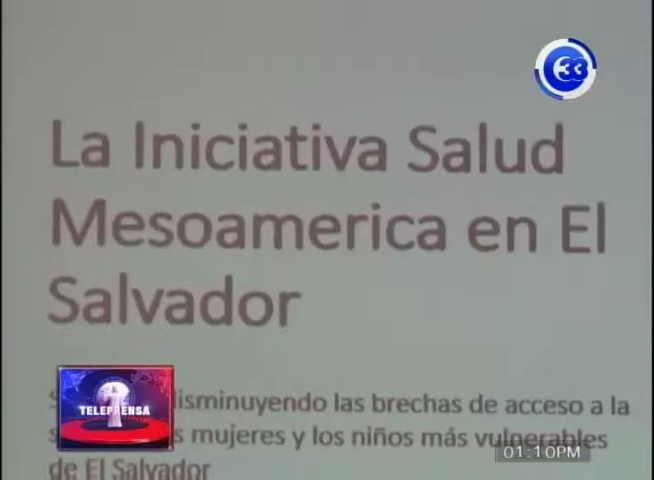 33
La Iniciativa Salud
Mesoamerica en El
Salvador
TELEPRENSA
disminuyendo las brechas de acceso a la
mujeres y los niños más vulnerables
01:10PM
de El Salvador